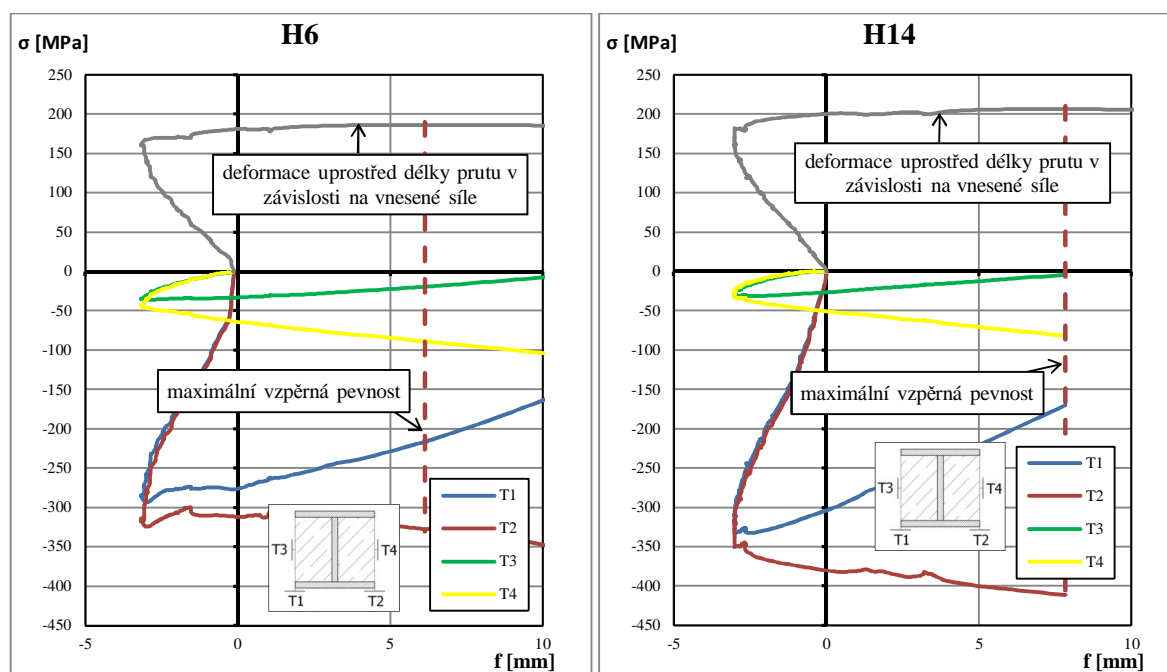 H6
σ [MPa]
250
200
150
100
50
0
-50
-100
-150
-200
-250
-300
-350
-400
-450
-5
0
5
10
f [mm]
deformace uprostřed délky prutu v
závislosti na vnesené síle
maximální vzpěrná pevnost
T3
T4
T1
T2
T1
T2
T3
T4
H14
σ [MPa]
250
200
150
100
50
0
-50
-100
-150
-200
-250
-300
-350
-400
-450
-5
0
5
10
f [mm]
deformace uprostřed délky prutu v
závislosti na vnesené síle
maximální vzpěrná pevnost
T3
T4
T1
T2
T1
T2
T3
T4